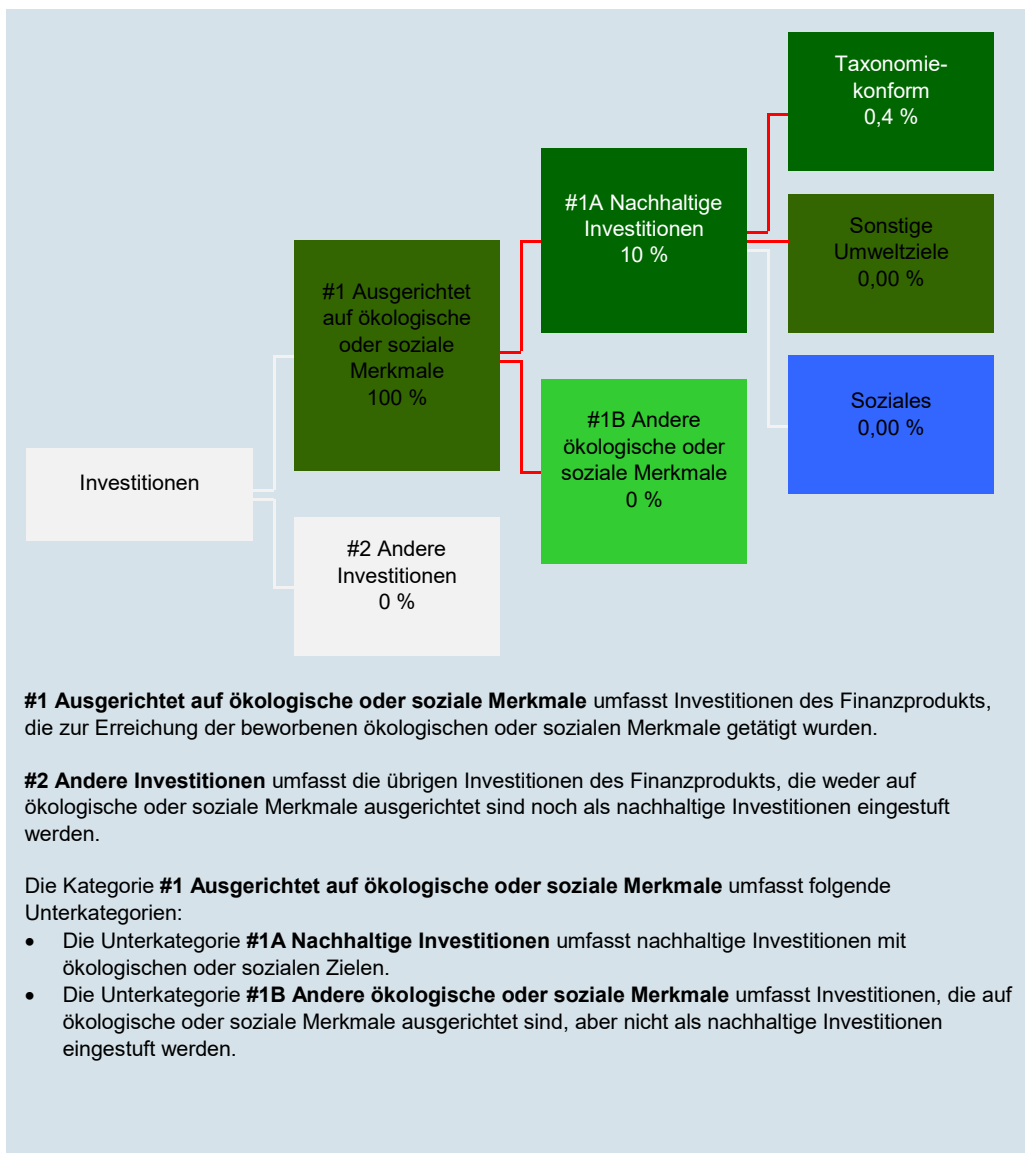 Taxonomie-
konform
0,4 %
#1A Nachhaltige
Investitionen
10 %
Sonstige
Umweltziele
0,00 %
#1 Ausgerichtet
auf ökologische
oder soziale
Merkmale
100 %
Soziales
0,00 %
#1B Andere
ökologische oder
soziale Merkmale
0 %
Investitionen
#2 Andere
Investitionen
0 %
#1 Ausgerichtet auf ökologische oder soziale Merkmale umfasst Investitionen des Finanzprodukts,
die zur Erreichung der beworbenen ökologischen oder sozialen Merkmale getätigt wurden.
#2 Andere Investitionen umfasst die übrigen Investitionen des Finanzprodukts, die weder auf
ökologische oder soziale Merkmale ausgerichtet sind noch als nachhaltige Investitionen eingestuft
werden.
Die Kategorie #1 Ausgerichtet auf ökologische oder soziale Merkmale umfasst folgende
Unterkategorien:
• Die Unterkategorie #1A Nachhaltige Investitionen umfasst nachhaltige Investitionen mit
ökologischen oder sozialen Zielen.
• Die Unterkategorie #1B Andere ökologische oder soziale Merkmale umfasst Investitionen, die auf
ökologische oder soziale Merkmale ausgerichtet sind, aber nicht als nachhaltige Investitionen
eingestuft werden.